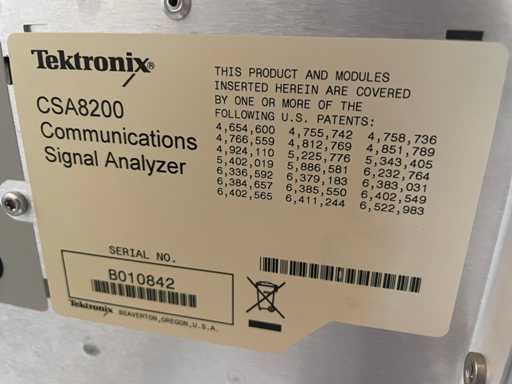 Tektronix®
CSA8200
Communications
Signal Analyzer
THIS PRODUCT AND MODULES
INSERTED HEREIN ARE COVERED
BY ONE OR MORE OF THE
FOLLOWING U.S. PATENTS:
4,654,600 4,755,742 4,758,736
4,766,559 4,812,769 4,851,789
4,924,110 5,225,776 5,343,405
5,402,019 5,886,581 6,232,764
6,336,592 6,379,183 6,383,031
6,384,657 6,385,550 6,402,549
6,402,565 6,411,244 6,522,983
SERIAL NO.
B010842
Tektronix BEAVERTON,OREGON,U.S.A.